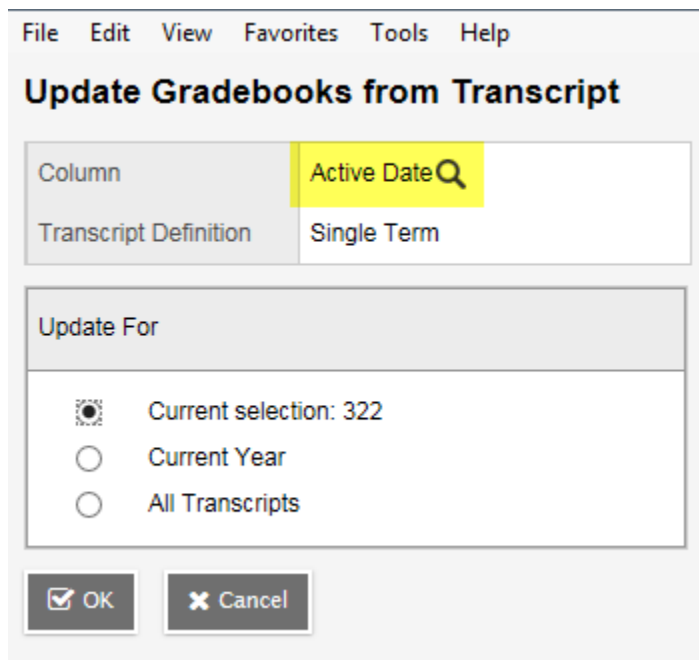 File Edit View Favorites Tools Help
Update Gradebooks from Transcript
Column Active Date
Transcript Definition Single Term
Update For
Current selection: 322
Current Year
All Transcripts
OK Cancel